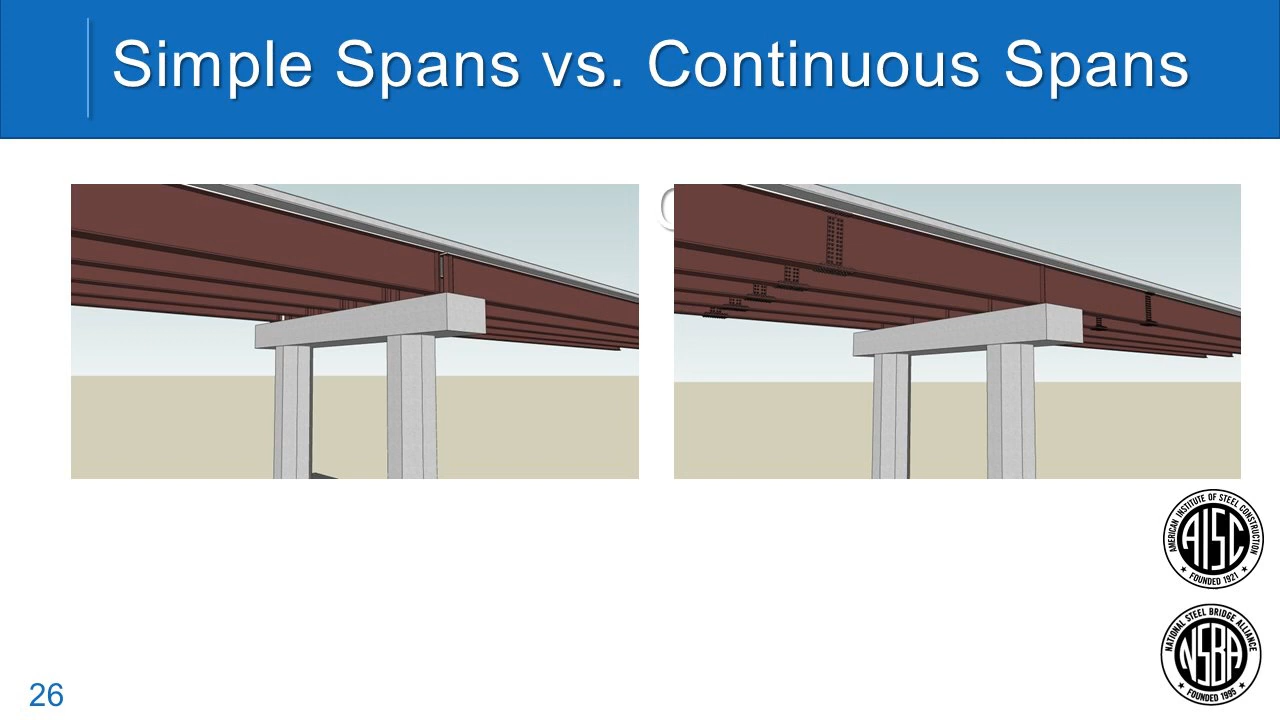 Simple Spans vs. Continuous Spans
AMERICAN INSTITUTE OF STEEL CONSTRUCTION
AISC
★ FOUNDED 1921 ★
NATIONAL STEEL BRIDGE ALLIANCE
NSBA
★ FOUNDED 1995 ★
26